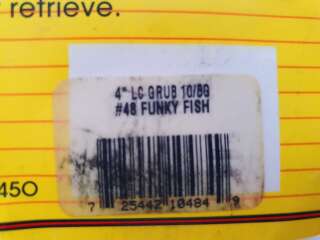 retrieve.
4" LC GRUB 10/BG
#48 FUNKY FISH
450
7 25442 10484 9